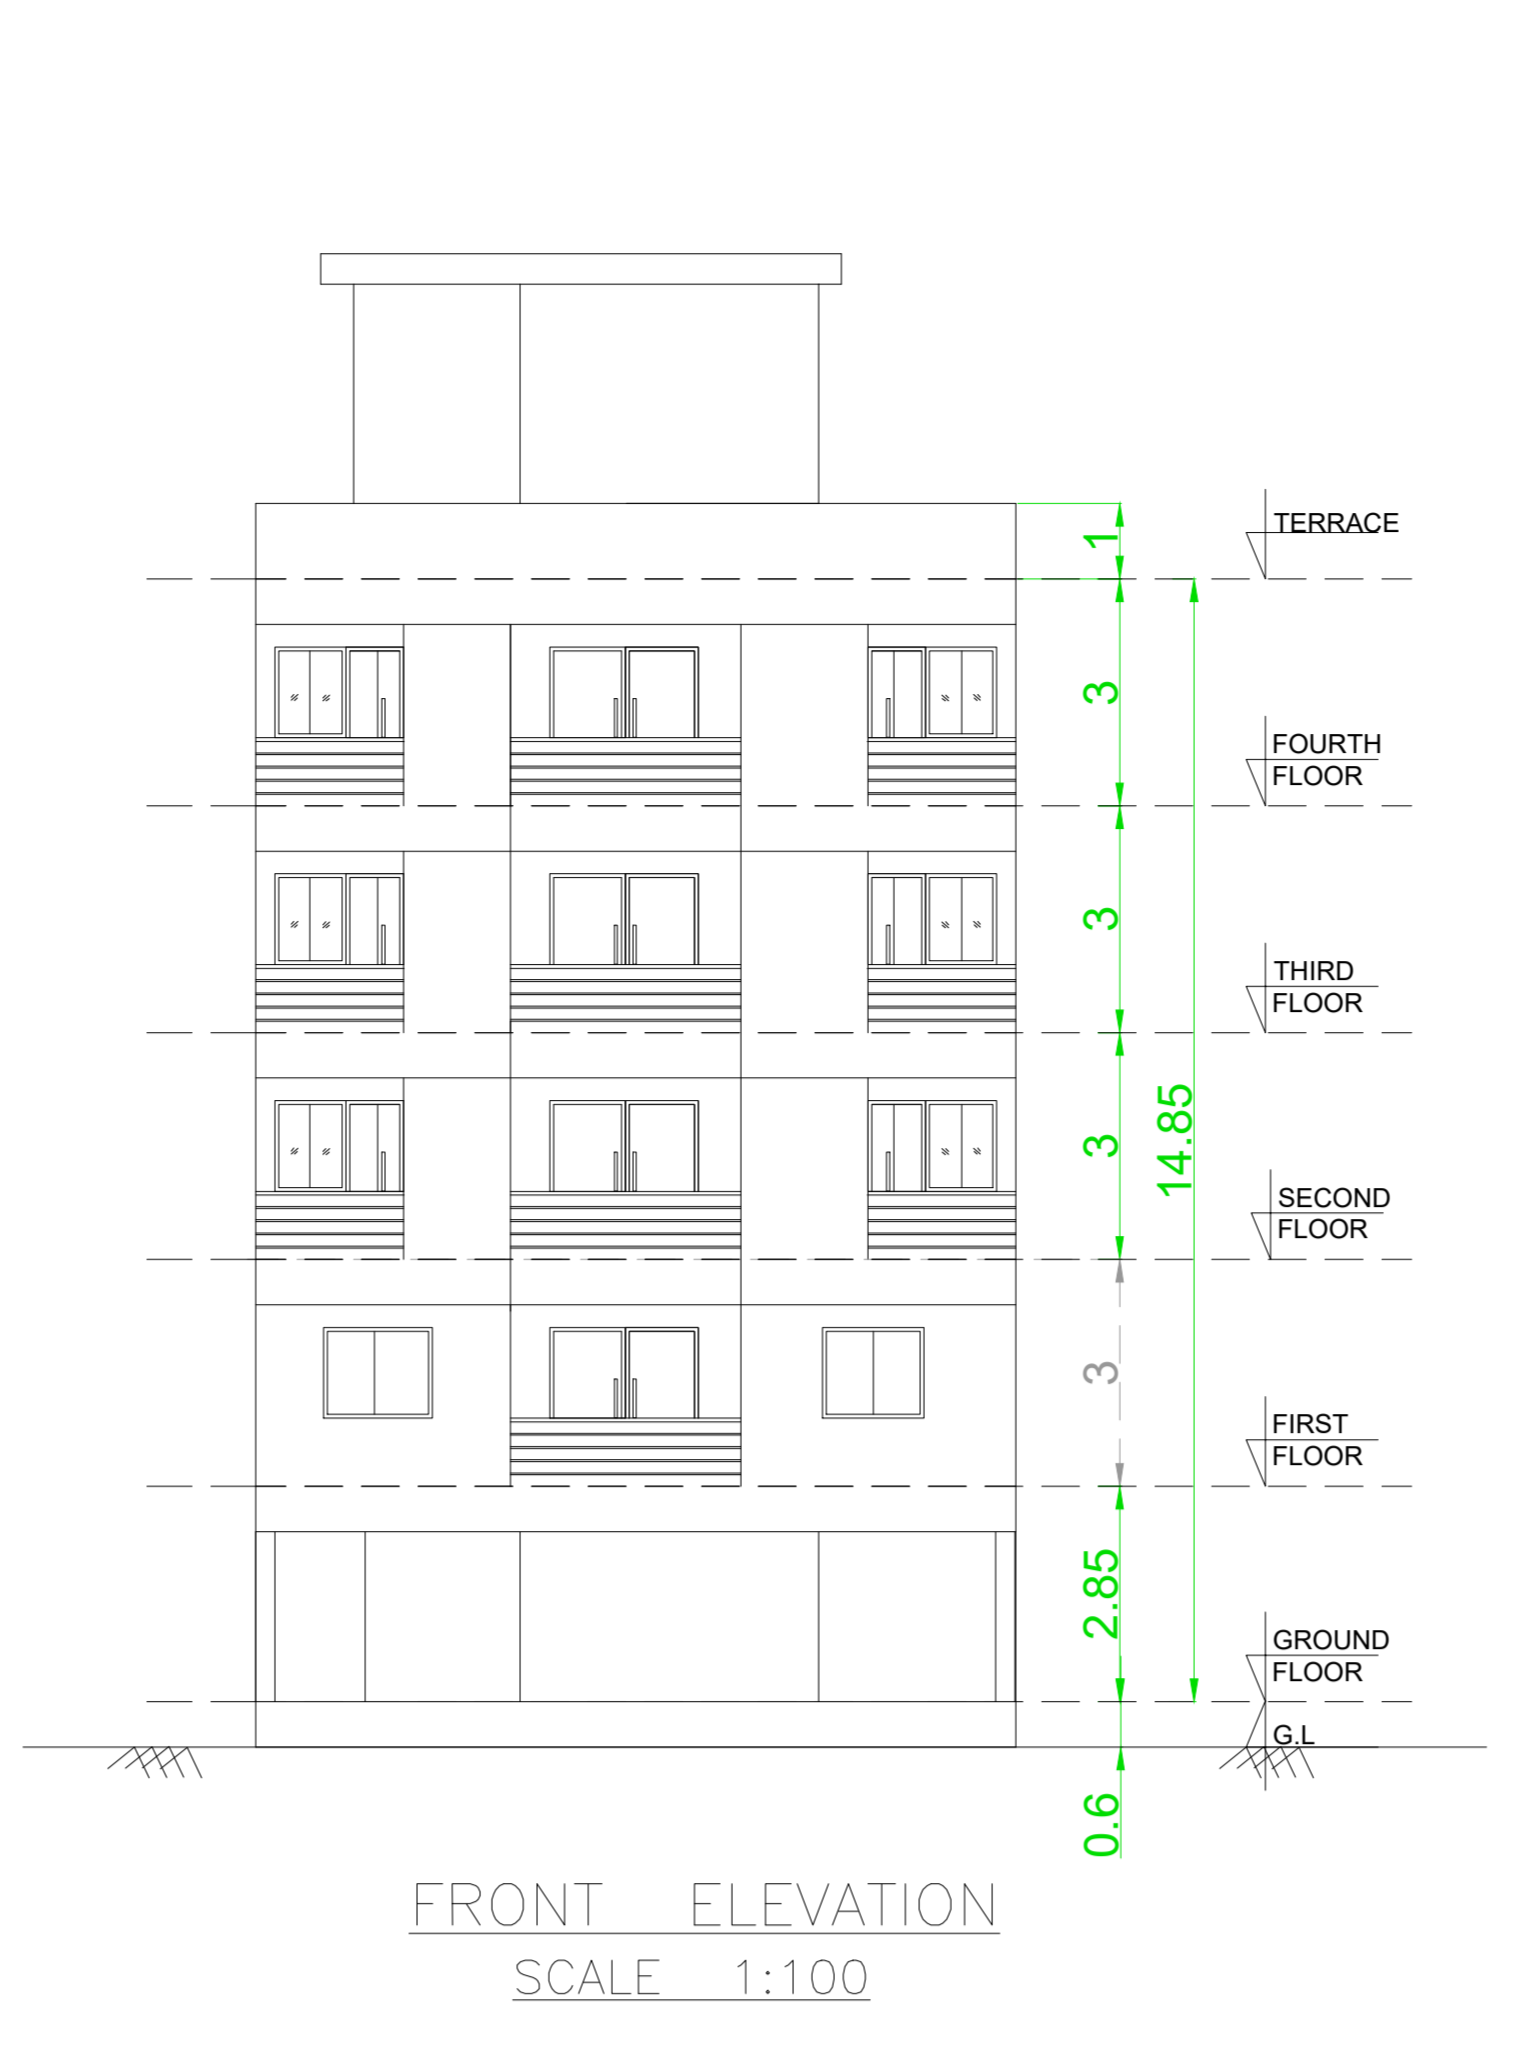 TERRACE
1
3
FOURTH
FLOOR
3
THIRD
FLOOR
3
14.85
SECOND
FLOOR
3
FIRST
FLOOR
2.85
GROUND
FLOOR
G.L
0.6
FRONT ELEVATION
SCALE 1:100